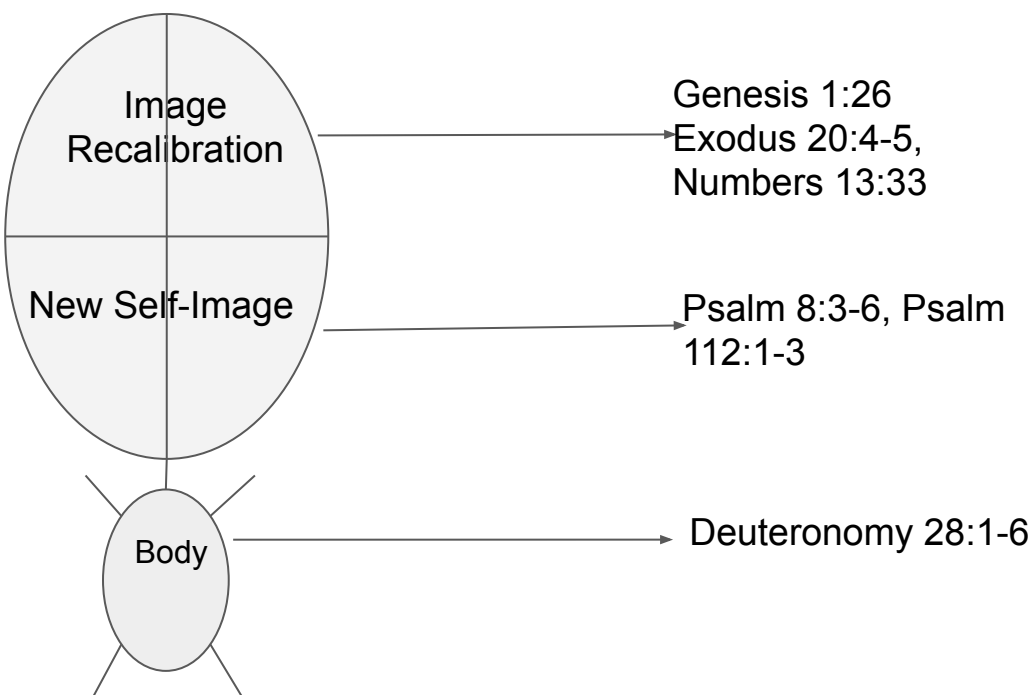 Image
Recalibration
Genesis 1:26
Exodus 20:4-5,
Numbers 13:33
New Self-Image
Psalm 8:3-6, Psalm
112:1-3
Body
Deuteronomy 28:1-6